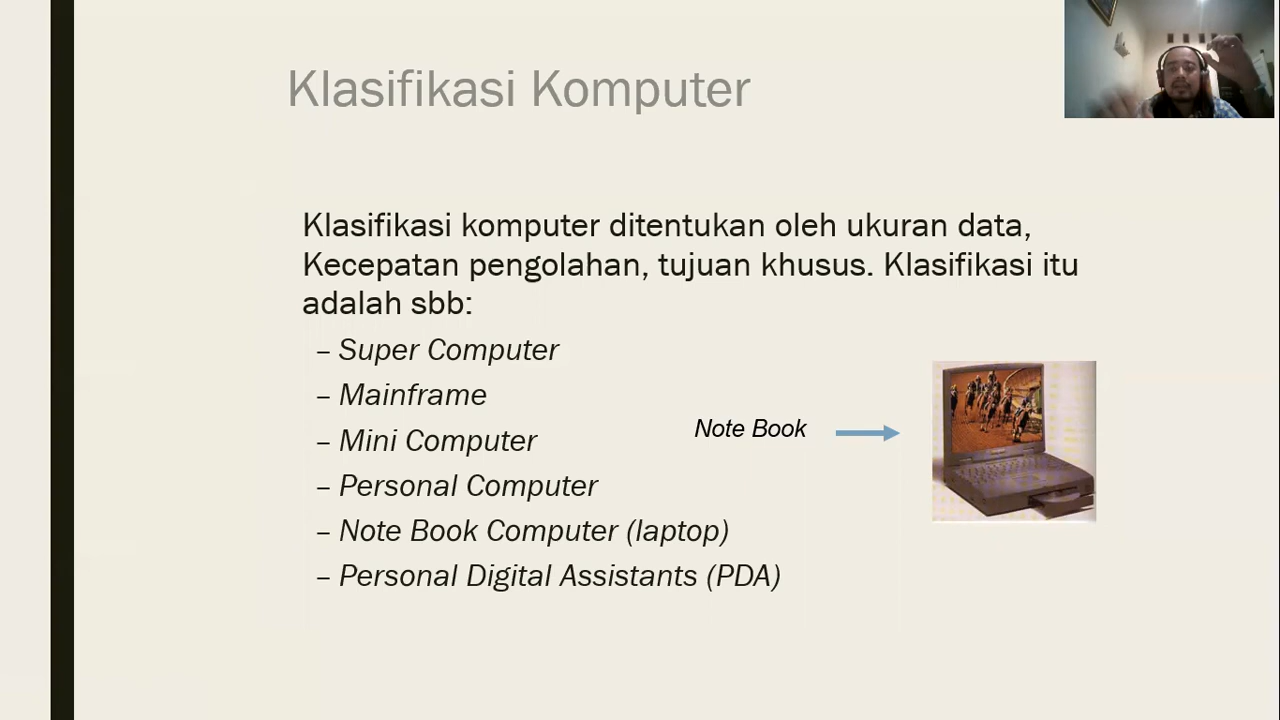 Klasifikasi Komputer
Klasifikasi komputer ditentukan oleh ukuran data,
Kecepatan pengolahan, tujuan khusus. Klasifikasi itu
adalah sbb:
– Super Computer
– Mainframe
– Mini Computer
– Personal Computer
– Note Book Computer (laptop)
– Personal Digital Assistants (PDA)
Note Book